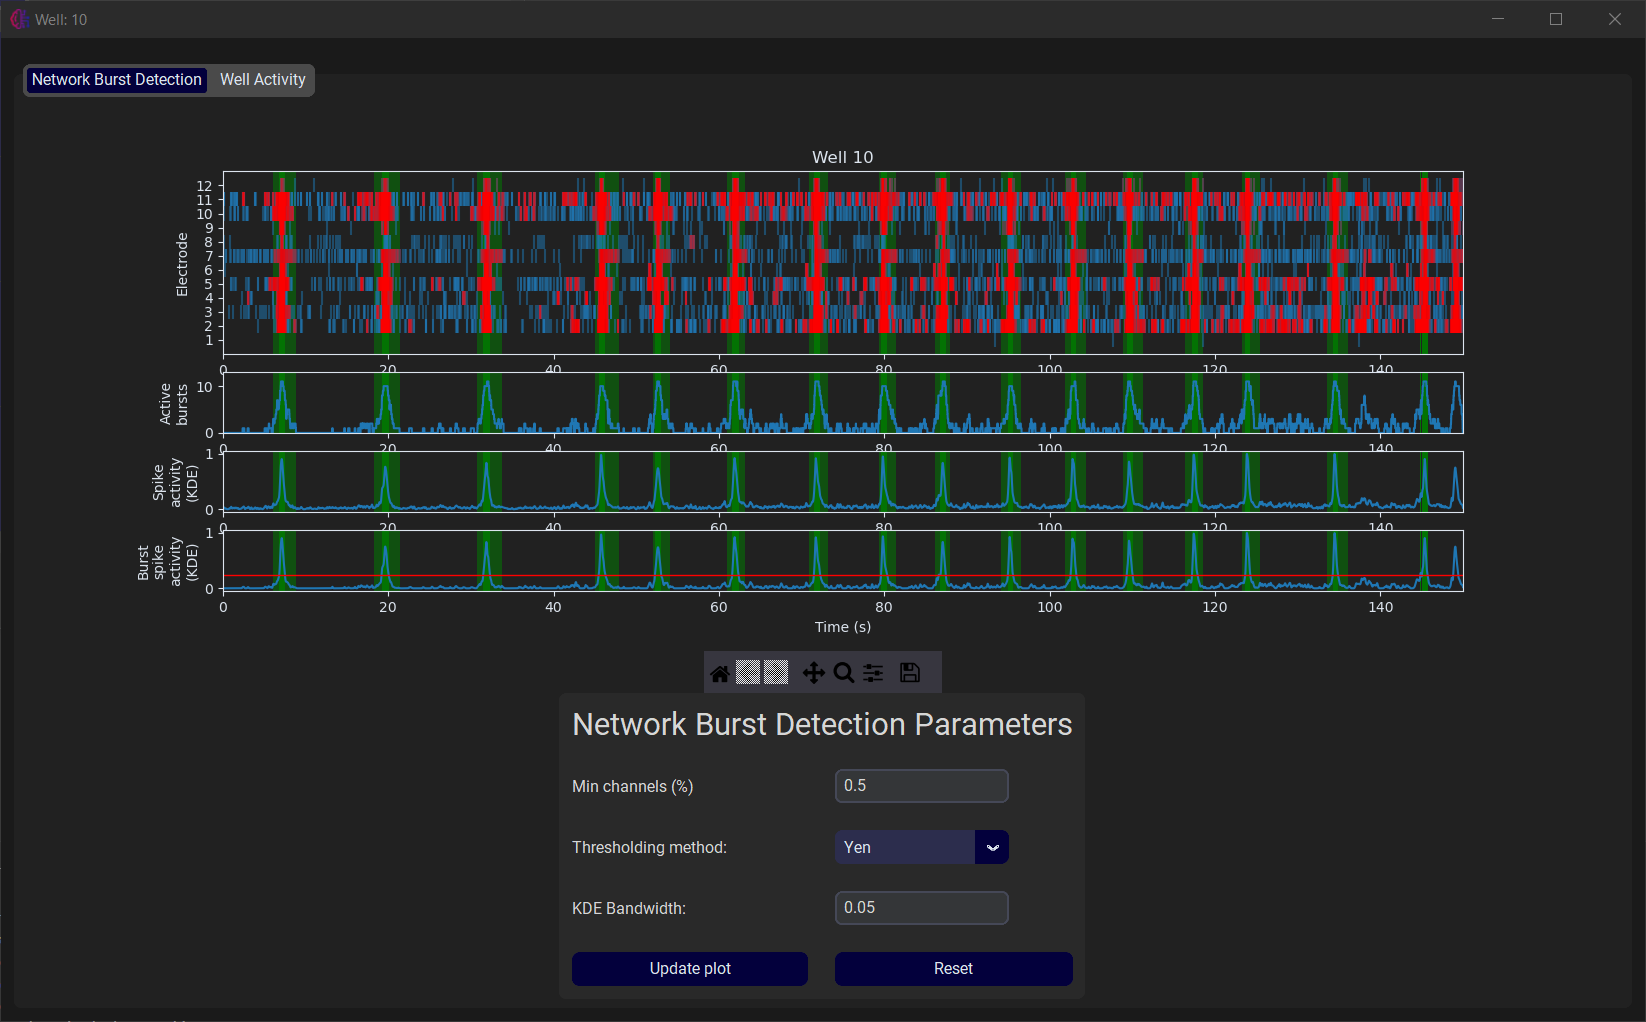 Well: 10
Network Burst Detection
Well Activity
Well 10
Electrode
12
11
10
9
8
7
6
5
4
3
2
1
0 20 40 60 80 100 120 140
Active
bursts
10
0
0 20 40 60 80 100 120 140
Spike
activity
(KDE)
1
0
0 20 40 60 80 100 120 140
Burst
spike
activity
(KDE)
1
0
0 20 40 60 80 100 120 140
Time (s)
Network Burst Detection Parameters
Min channels (%) 0.5
Thresholding method: Yen
KDE Bandwidth: 0.05
Update plot Reset